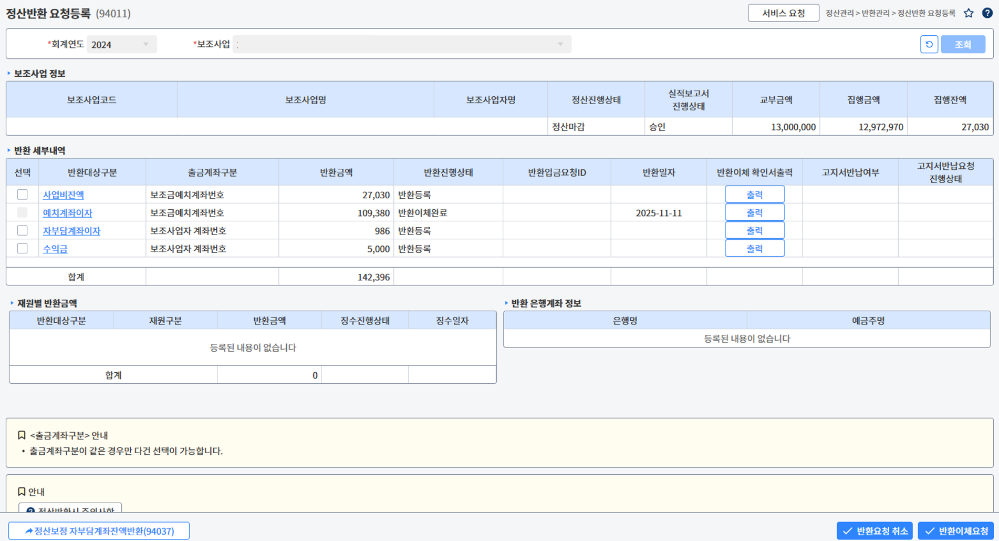 정산반환 요청등록 (94011)
서비스 요청
정산관리 > 반환관리 > 정산반환 요청등록
*회계연도 2024 *보조사업
조회
보조사업 정보
보조사업코드 보조사업명 보조사업자명 정산진행상태 실적보고서 진행상태 교부금액 집행금액 집행잔액
정산마감 승인 13,000,000 12,972,970 27,030
반환 세부내역
선택 반환대상구분 출금계좌구분 반환금액 반환진행상태 반환입금요청ID 반환일자 반환이체 확인서출력 고지서반납여부 고지서반납요청 진행상태
사업비잔액 보조금예치계좌번호 27,030 반환등록 출력
예치계좌이자 보조금예치계좌번호 109,380 반환이체완료 2025-11-11 출력
자부담계좌이자 보조사업자 계좌번호 986 반환등록 출력
수익금 보조사업자 계좌번호 5,000 반환등록 출력
합계 142,396
재원별 반환금액
반환대상구분 재원구분 반환금액 징수진행상태 징수일자
등록된 내용이 없습니다
합계 0
반환 은행계좌 정보
은행명 예금주명
등록된 내용이 없습니다
<출금계좌구분> 안내
• 출금계좌구분이 같은 경우만 다건 선택이 가능합니다.
안내
정산반환시 주의사항
정산보정 자부담계좌잔액반환(94037)
반환요청 취소
반환이체요청